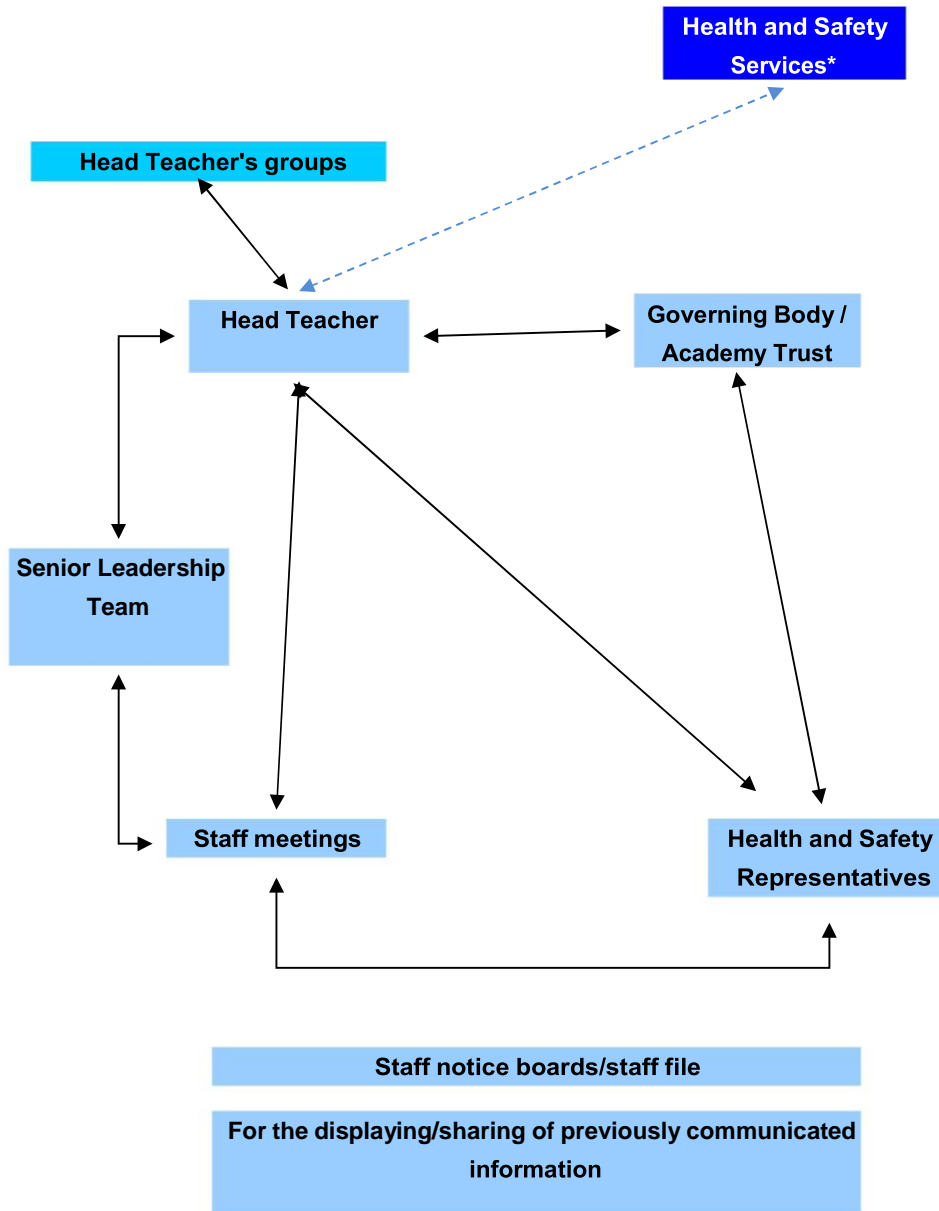 Health and Safety
Services*
Head Teacher's groups
Head Teacher
Governing Body /
Academy Trust
Senior Leadership
Team
Staff meetings
Health and Safety
Representatives
Staff notice boards/staff file
For the displaying/sharing of previously communicated
information